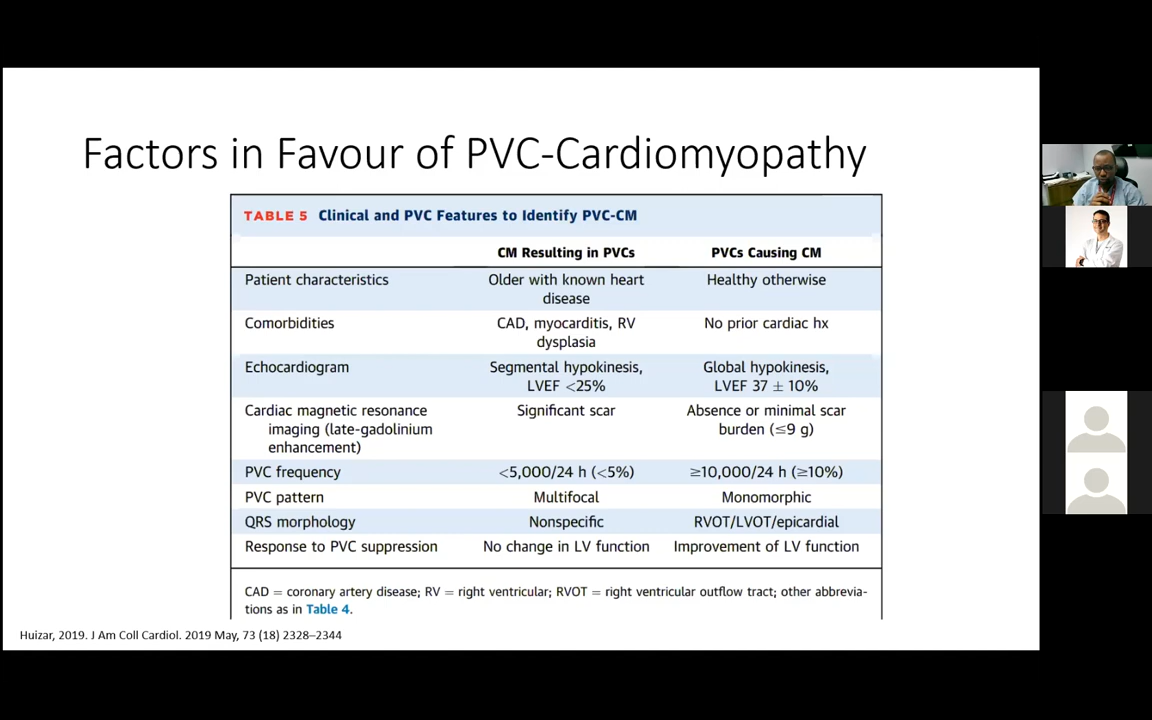 Factors in Favour of PVC-Cardiomyopathy
TABLE 5 Clinical and PVC Features to Identify PVC-CM
CM Resulting in PVCs PVCs Causing CM
Patient characteristics Older with known heart Healthy otherwise
disease
Comorbidities CAD, myocarditis, RV No prior cardiac hx
dysplasia
Echocardiogram Segmental hypokinesis, Global hypokinesis,
LVEF <25% LVEF 37 ± 10%
Cardiac magnetic resonance Significant scar Absence or minimal scar
imaging (late-gadolinium burden (≤9 g)
enhancement)
PVC frequency <5,000/24 h (<5%) ≥10,000/24 h (≥10%)
PVC pattern Multifocal Monomorphic
QRS morphology Nonspecific RVOT/LVOT/epicardial
Response to PVC suppression No change in LV function Improvement of LV function
CAD = coronary artery disease; RV = right ventricular; RVOT = right ventricular outflow tract; other abbrevia-
tions as in Table 4.
Huizar, 2019. J Am Coll Cardiol. 2019 May, 73 (18) 2328–2344